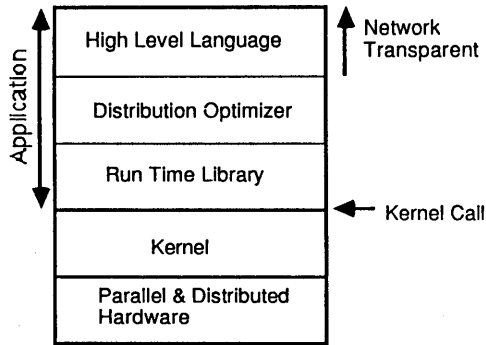 High Level Language
Network
Transparent
Application
Distribution Optimizer
Run Time Library
Kernel Call
Kernel
Parallel & Distributed
Hardware